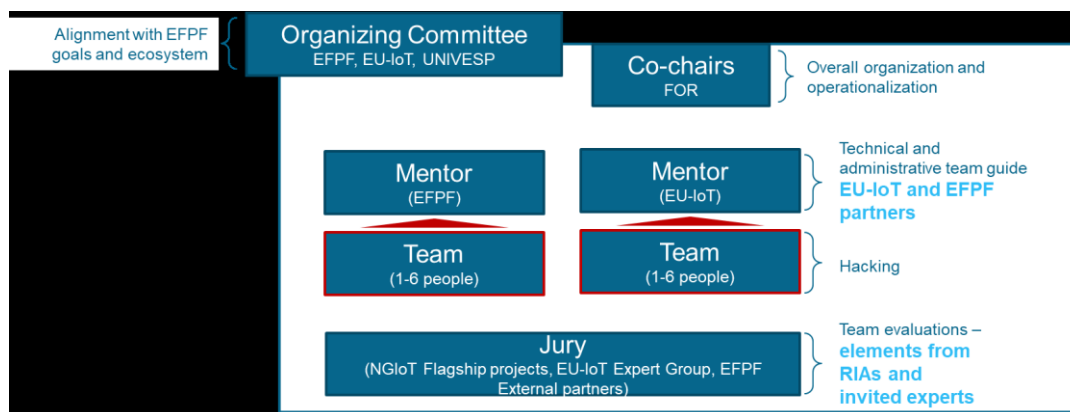 Alignment with EFPF
goals and ecosystem
Organizing Committee
EFPF, EU-IoT, UNIVESP
Co-chairs
FOR
Overall organization and
operationalization
Mentor
(EFPF)
Mentor
(EU-IoT)
Technical and
administrative team guide
EU-IoT and EFPF
partners
Team
(1-6 people)
Team
(1-6 people)
Hacking
Jury
(NGIoT Flagship projects, EU-IoT Expert Group, EFPF
External partners)
Team evaluations –
elements from
RIAs and
invited experts